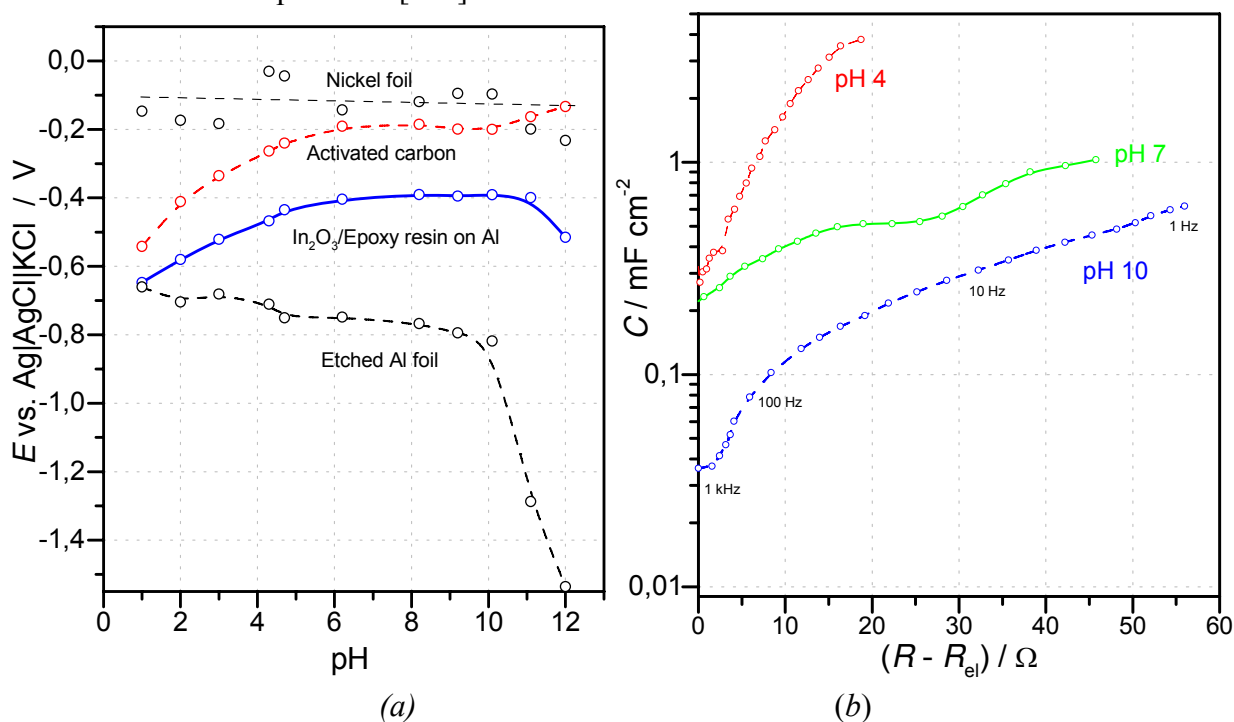 0,0
-0,2
-0,4
-0,6
-0,8
-1,0
-1,2
-1,4
E vs. Ag|AgCl|KCl / V
Nickel foil
Activated carbon
In₂O₃/Epoxy resin on Al
Etched Al foil
0 2 4 6 8 10 12
pH
(a)
1
0,1
0,01
C / mF cm⁻²
pH 4
pH 7
pH 10
1 Hz
10 Hz
100 Hz
1 kHz
0 10 20 30 40 50 60
(R - Rₑₗ) / Ω
(b)